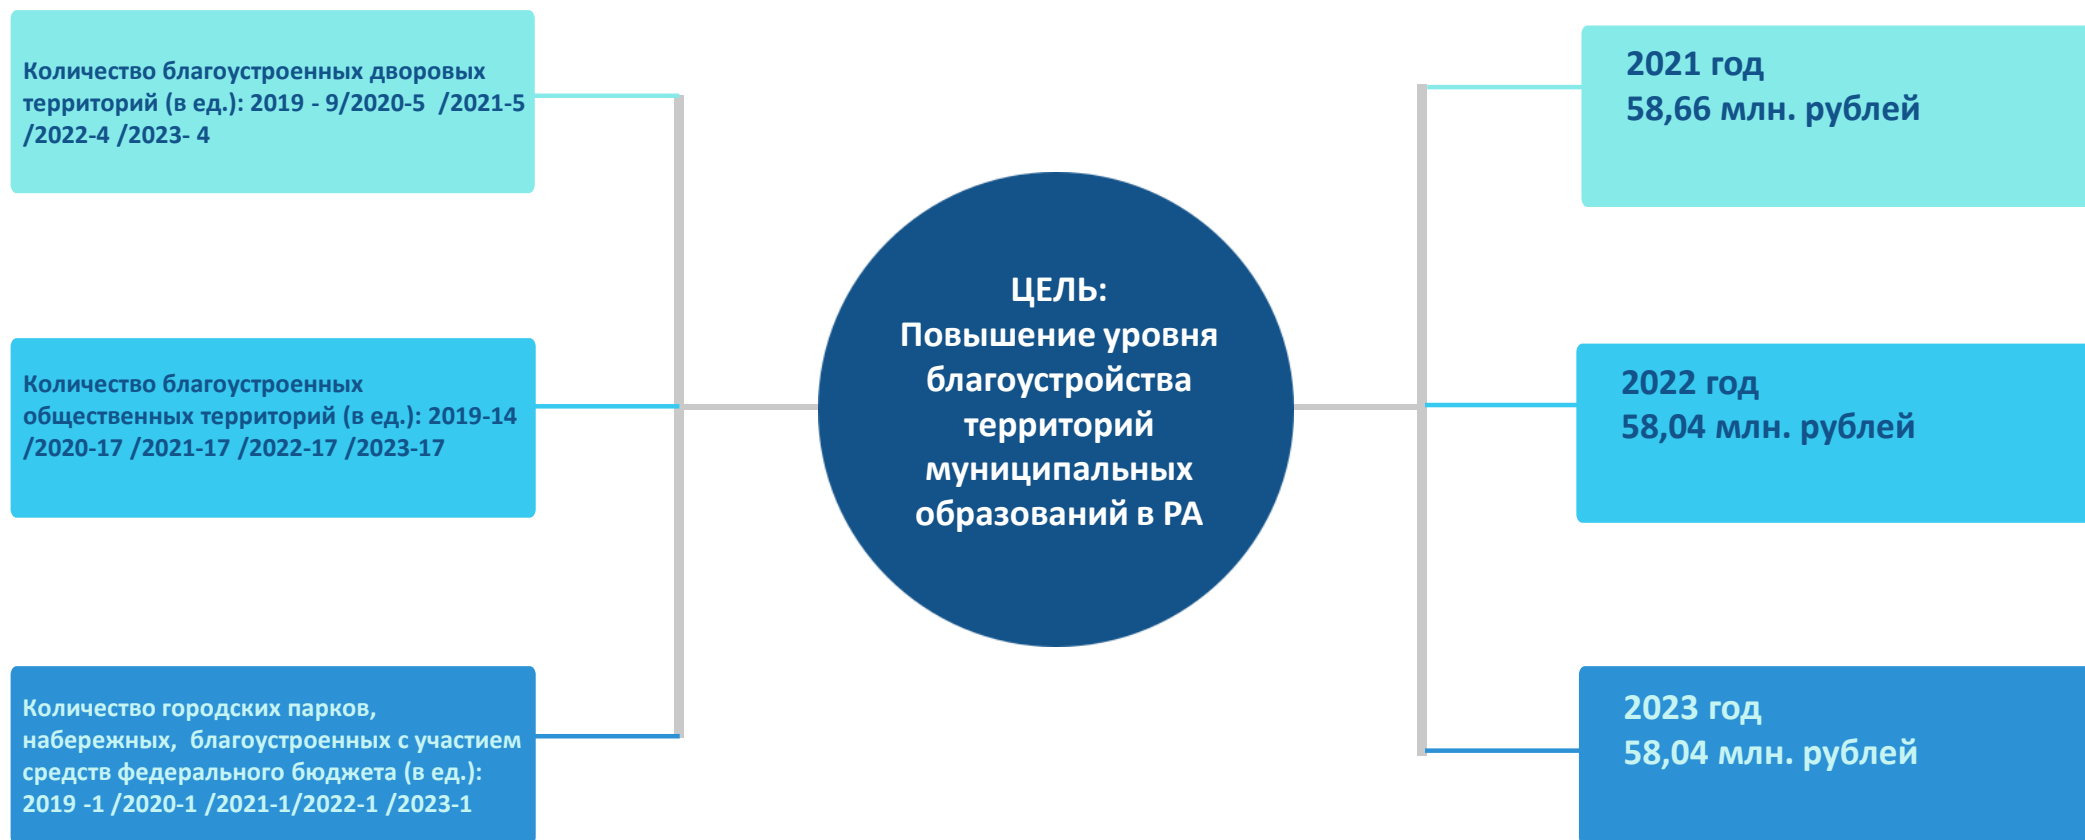 Количество благоустроенных дворовых
территорий (в ед.): 2019 - 9/2020-5 /2021-5
/2022-4 /2023- 4
Количество благоустроенных
общественных территорий (в ед.): 2019-14
/2020-17 /2021-17 /2022-17 /2023-17
Количество городских парков,
набережных, благоустроенных с участием
средств федерального бюджета (в ед.):
2019 -1 /2020-1 /2021-1/2022-1 /2023-1
ЦЕЛЬ:
Повышение уровня
благоустройства
территорий
муниципальных
образований в РА
2021 год
58,66 млн. рублей
2022 год
58,04 млн. рублей
2023 год
58,04 млн. рублей